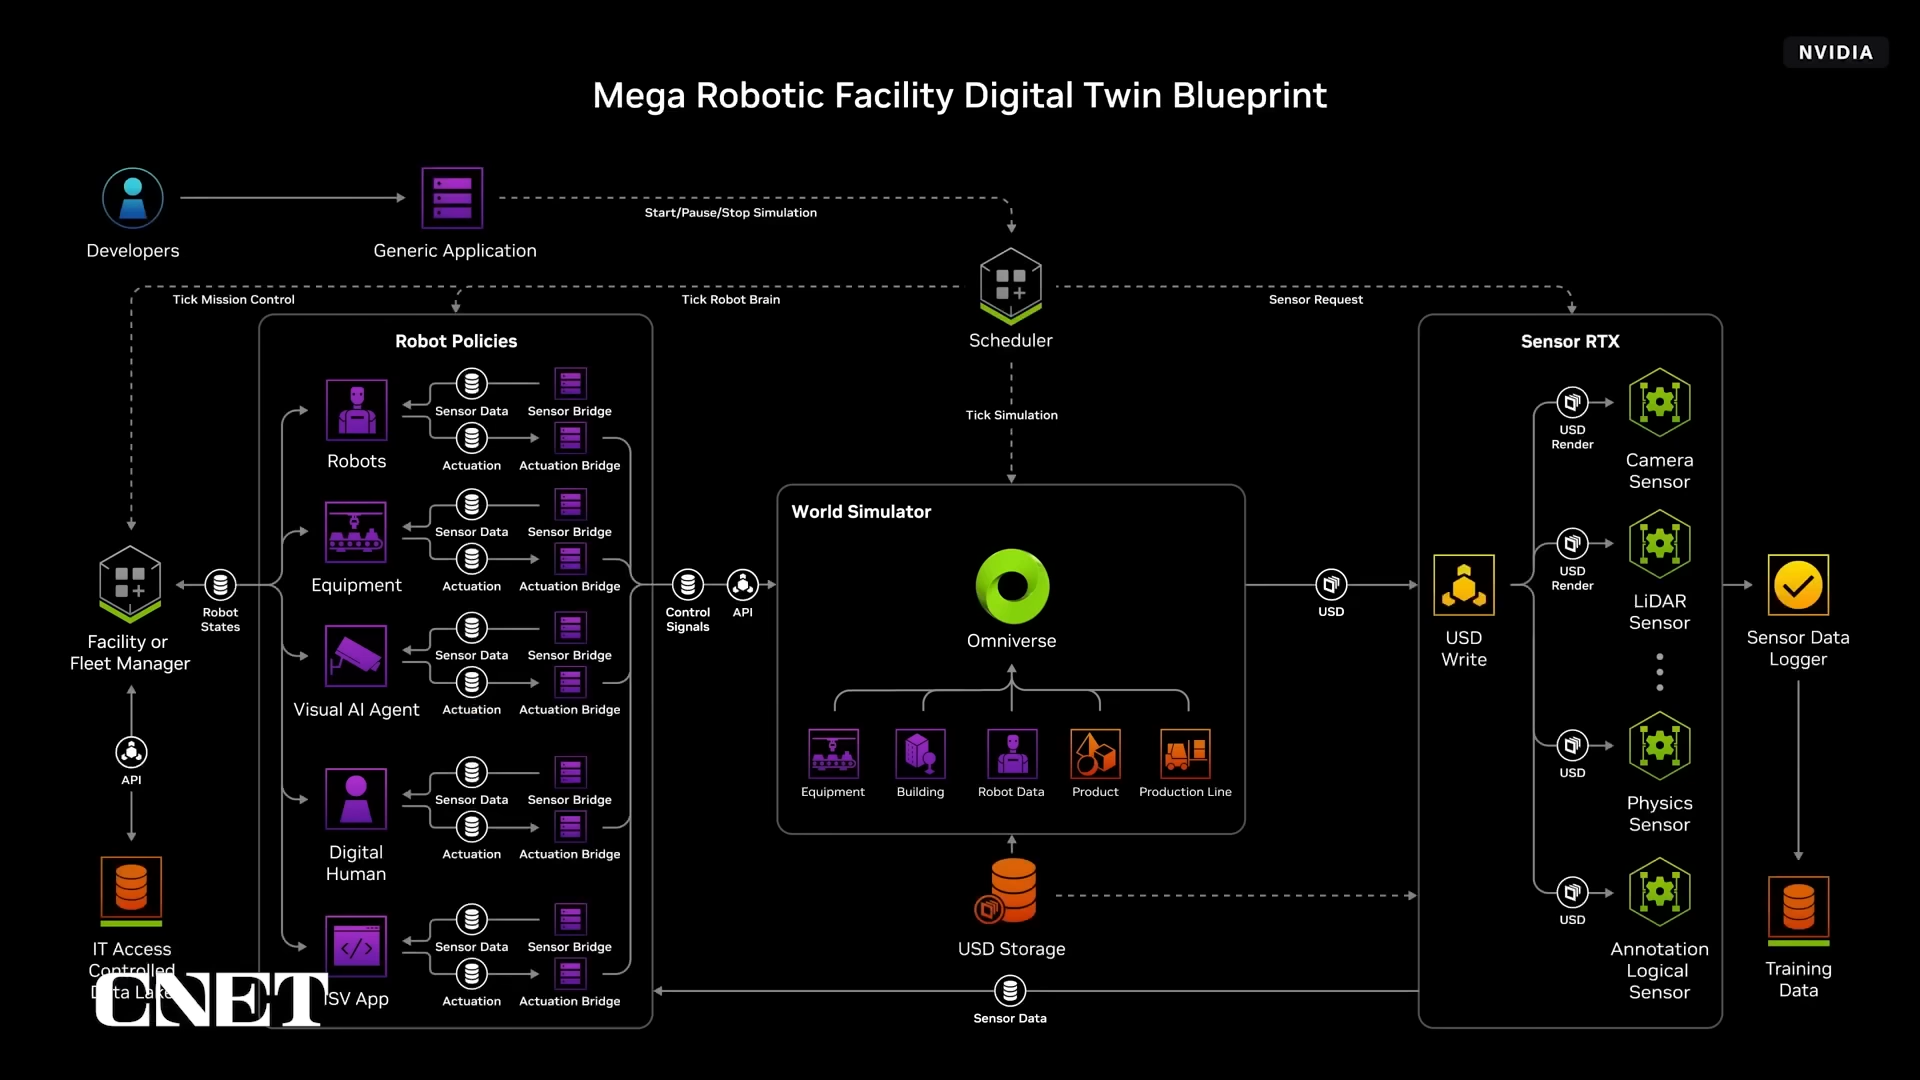 NVIDIA
Mega Robotic Facility Digital Twin Blueprint
Developers
Generic Application
Start/Pause/Stop Simulation
Tick Mission Control
Tick Robot Brain
Scheduler
Sensor Request
Tick Simulation
Robot Policies
Robots
Sensor Data
Sensor Bridge
Actuation
Actuation Bridge
Equipment
Sensor Data
Sensor Bridge
Actuation
Actuation Bridge
Visual AI Agent
Sensor Data
Sensor Bridge
Actuation
Actuation Bridge
Digital
Human
Sensor Data
Sensor Bridge
Actuation
Actuation Bridge
ISV App
Sensor Data
Sensor Bridge
Actuation
Actuation Bridge
Robot
States
Facility or
Fleet Manager
API
IT Access
Controlled
Data Lake
CNET
Control
Signals
API
World Simulator
Omniverse
Equipment
Building
Robot Data
Product
Production Line
USD Storage
Sensor Data
USD
Sensor RTX
USD
Write
USD
Render
Camera
Sensor
USD
Render
LiDAR
Sensor
USD
Physics
Sensor
USD
Annotation
Logical
Sensor
Sensor Data
Logger
Training
Data